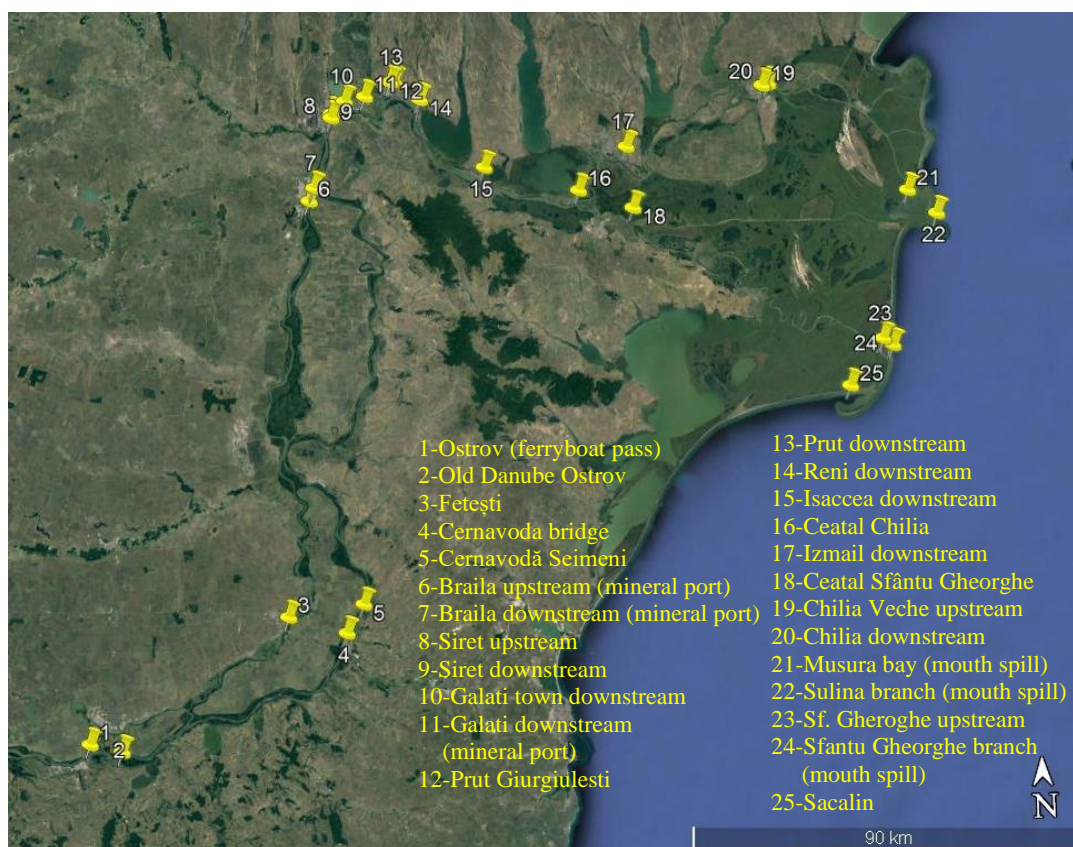 13
10
20
19
11
12
8
9
14
17
7
15
16
21
6
18
22
23
24
25
1-Ostrov (ferryboat pass)
2-Old Danube Ostrov
3-Fetești
4-Cernavoda bridge
5-Cernavodă Seimeni
6-Braila upstream (mineral port)
7-Braila downstream (mineral port)
8-Siret upstream
9-Siret downstream
10-Galati town downstream
11-Galati downstream
(mineral port)
12-Prut Giurgiulesti
13-Prut downstream
14-Reni downstream
15-Isaccea downstream
16-Ceatal Chilia
17-Izmail downstream
18-Ceatal Sfântu Gheorghe
19-Chilia Veche upstream
20-Chilia downstream
21-Musura bay (mouth spill)
22-Sulina branch (mouth spill)
23-Sf. Gheroghe upstream
24-Sfantu Gheorghe branch
(mouth spill)
25-Sacalin
3
5
4
1
2
N
90 km